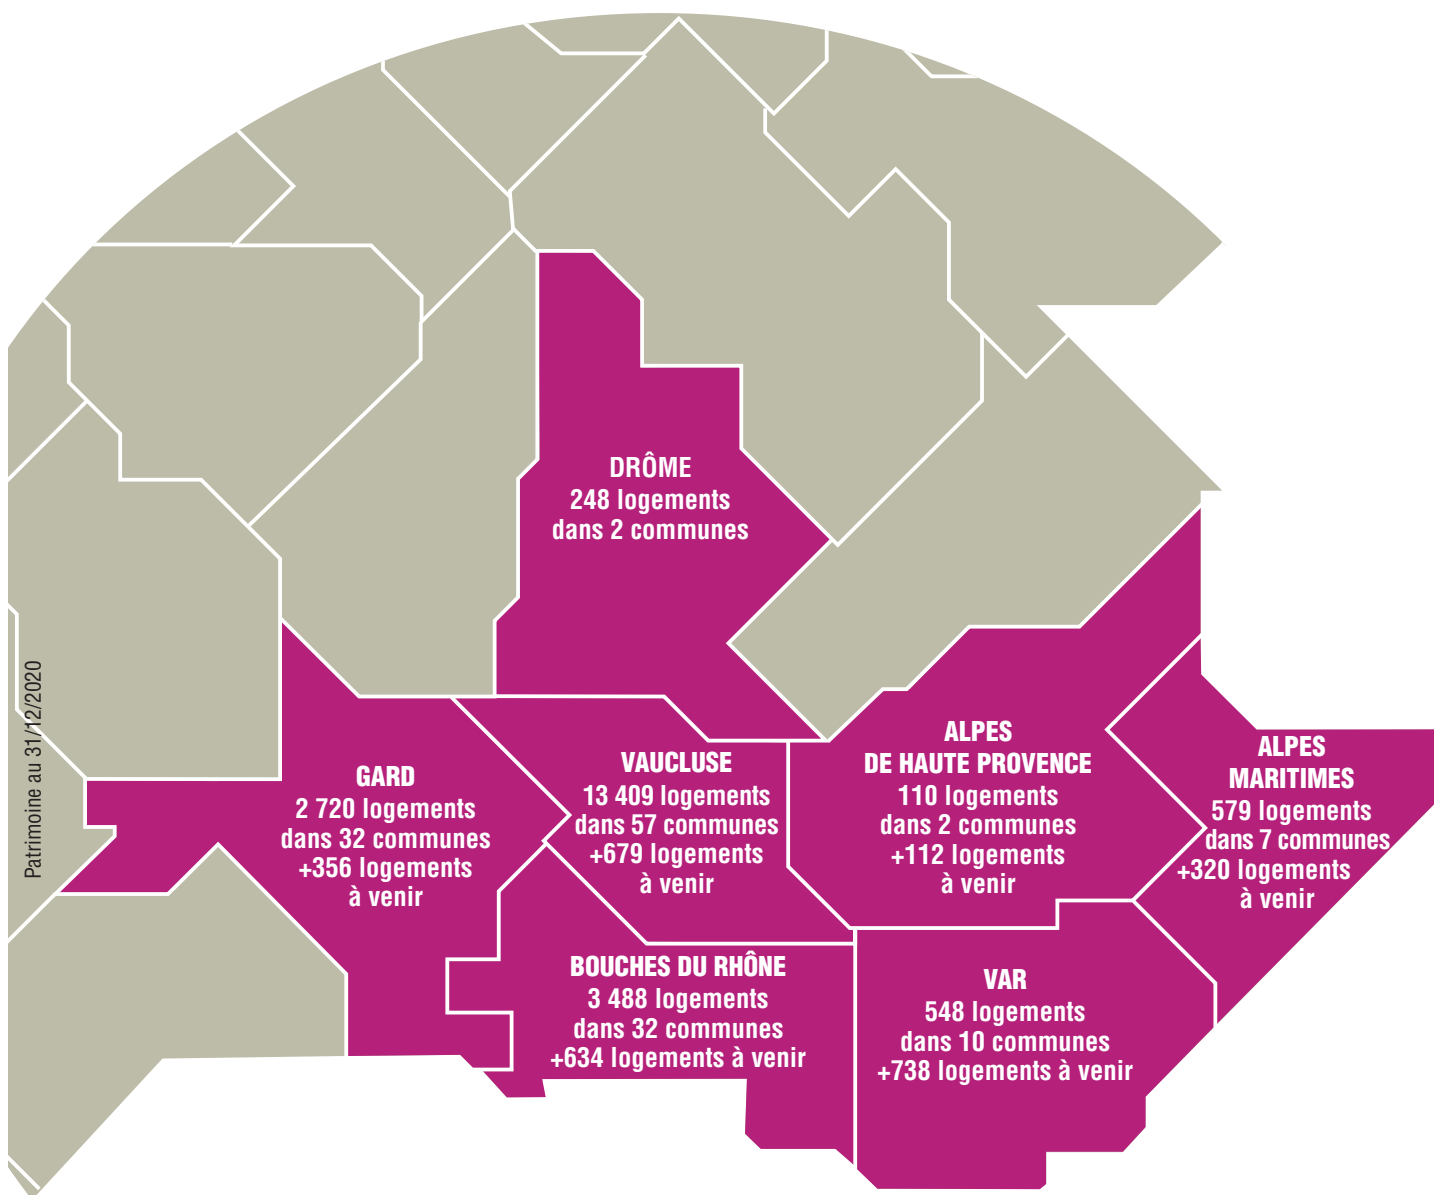 DRÔME
248 logements
dans 2 communes
GARD
2 720 logements
dans 32 communes
+356 logements
à venir
VAUCLUSE
13 409 logements
dans 57 communes
+679 logements
à venir
ALPES
DE HAUTE PROVENCE
110 logements
dans 2 communes
+112 logements
à venir
ALPES
MARITIMES
579 logements
dans 7 communes
+320 logements
à venir
BOUCHES DU RHÔNE
3 488 logements
dans 32 communes
+634 logements à venir
VAR
548 logements
dans 10 communes
+738 logements à venir
Patrimoine au 31/12/2020